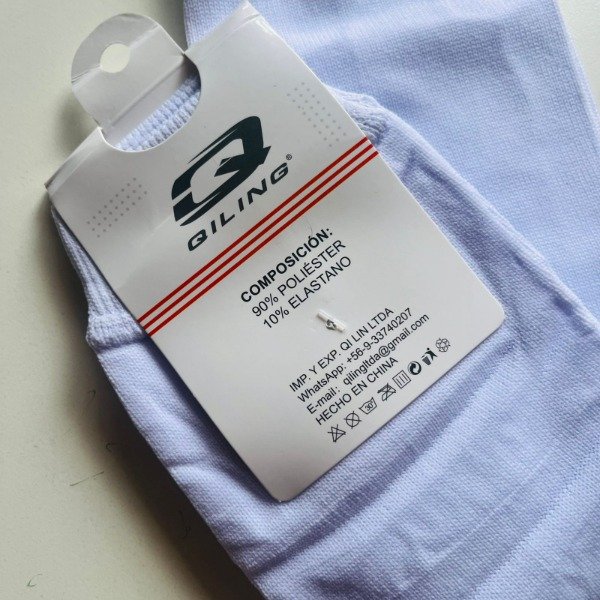 QILING®
COMPOSICIÓN:
90% POLIÉSTER
10% ELASTANO
IMP. Y EXP. QI LIN LTDA
WhatsApp: +56-9-33740207
E-mail: qilingltda@gmail.com
HECHO EN CHINA
30